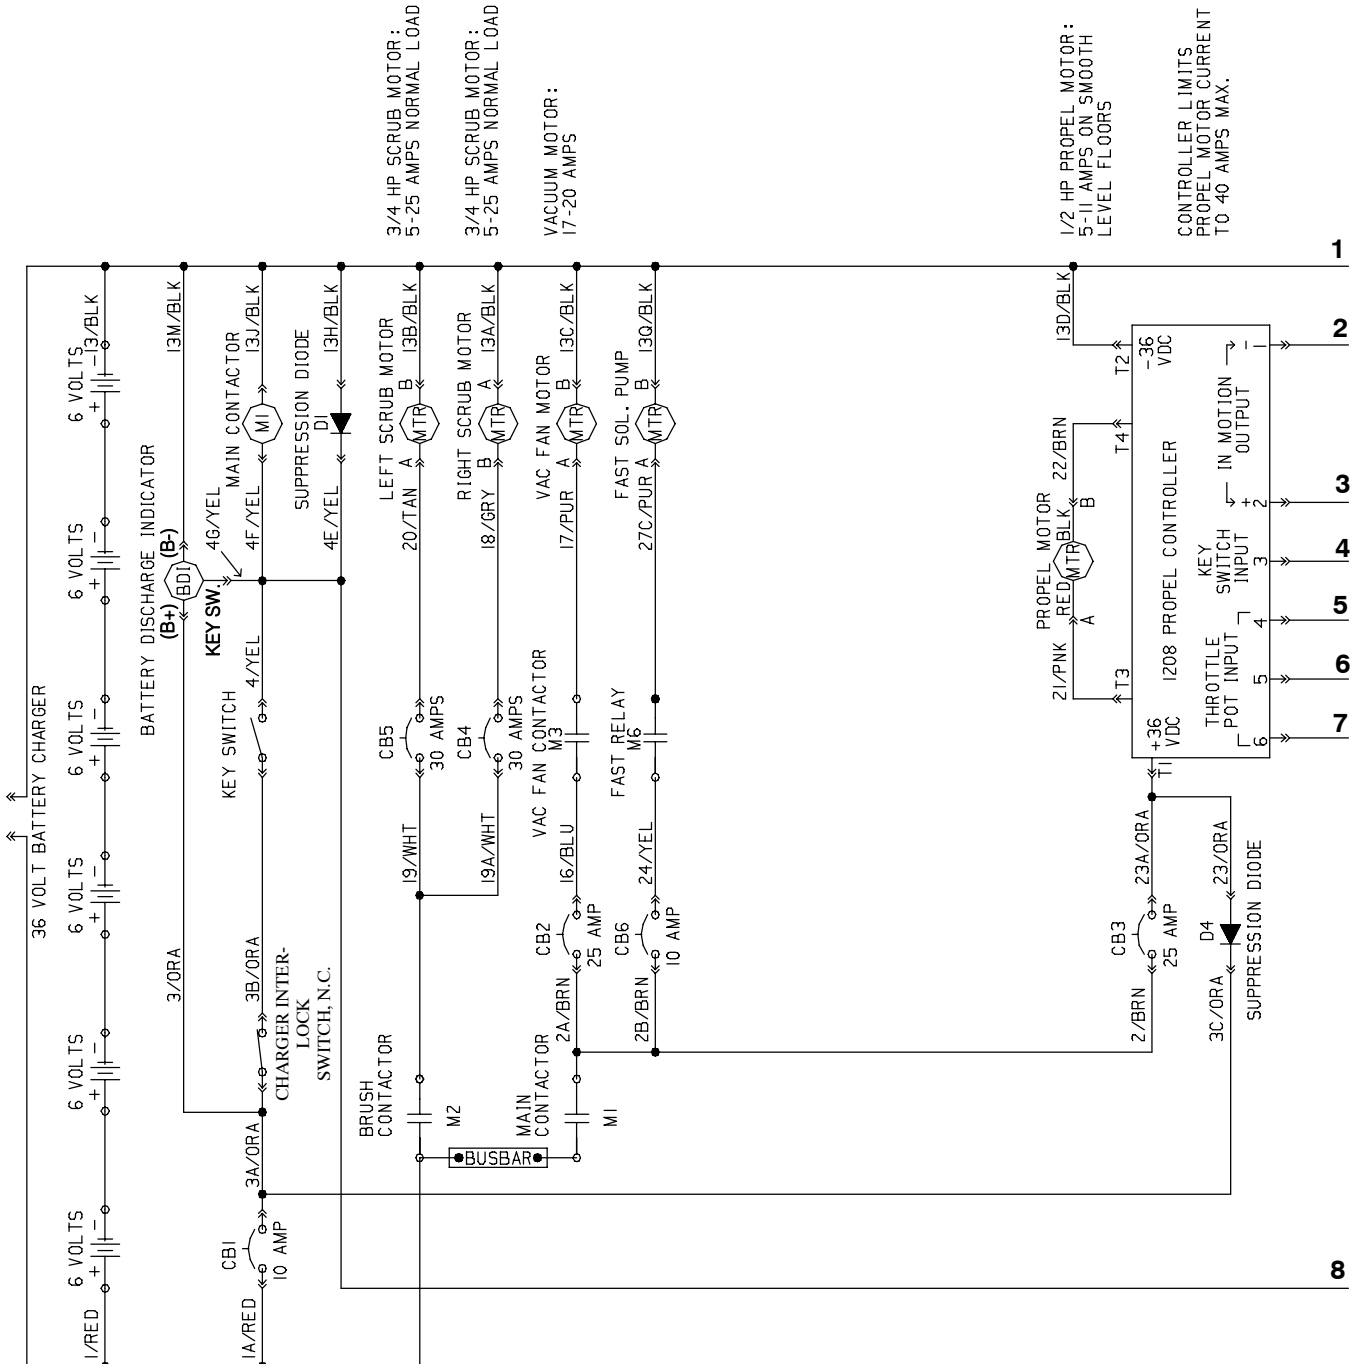 3/4 HP SCRUB MOTOR:
5-25 AMPS NORMAL LOAD
3/4 HP SCRUB MOTOR:
5-25 AMPS NORMAL LOAD
VACUUM MOTOR:
17-20 AMPS
1/2 HP PROPEL MOTOR:
5-11 AMPS ON SMOOTH
LEVEL FLOORS
CONTROLLER LIMITS
PROPEL MOTOR CURRENT
TO 40 AMPS MAX.
1
2
3
4
5
6
7
8
36 VOLT BATTERY CHARGER
1/RED
+ -
6 VOLTS
+ -
6 VOLTS
+ -
6 VOLTS
+ -
6 VOLTS
+ -
6 VOLTS
+ -
6 VOLTS
13/BLK
BATTERY DISCHARGE INDICATOR
3/ORA
(B+)
BDI
(B-)
KEY SW.
13M/BLK
4G/YEL
1A/RED
CB1
10 AMP
3A/ORA
CHARGER INTER-
LOCK
SWITCH, N.C.
3B/ORA
KEY SWITCH
4/YEL
4F/YEL
MAIN CONTACTOR
M1
13J/BLK
SUPPRESSION DIODE
4E/YEL
D1
13H/BLK
BRUSH
CONTACTOR
M2
BUSBAR
19/WHT
CB5
30 AMPS
20/TAN
LEFT SCRUB MOTOR
A MTR B
13B/BLK
19A/WHT
CB4
30 AMPS
18/GRY
RIGHT SCRUB MOTOR
B MTR A
13A/BLK
MAIN
CONTACTOR
M1
2A/BRN
CB2
25 AMP
16/BLU
VAC FAN CONTACTOR
M3
17/PUR
VAC FAN MOTOR
A MTR B
13C/BLK
2B/BRN
CB6
10 AMP
24/YEL
FAST RELAY
M6
27C/PUR
FAST SOL. PUMP
A MTR B
13Q/BLK
2/BRN
CB3
25 AMP
23A/ORA
3C/ORA
D4
23/ORA
SUPPRESSION DIODE
PROPEL MOTOR
21/PNK
A
RED
MTR
BLK
B
22/BRN
13D/BLK
T1
T3
T4
T2
+36
VDC
-36
VDC
1208 PROPEL CONTROLLER
THROTTLE
POT INPUT
KEY
SWITCH
INPUT
IN MOTION
OUTPUT
+ -
6
5
4
3
2
1